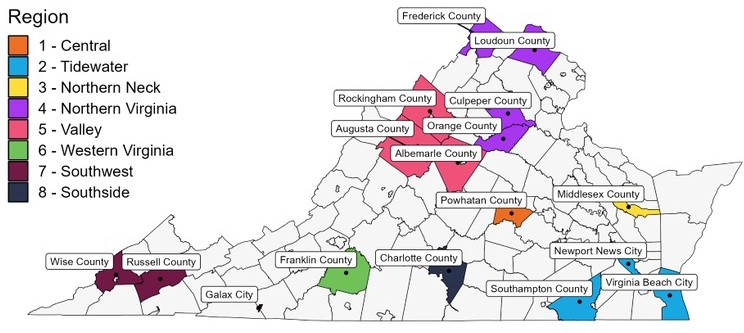 Region
1 - Central
2 - Tidewater
3 - Northern Neck
4 - Northern Virginia
5 - Valley
6 - Western Virginia
7 - Southwest
8 - Southside
Frederick County
Loudoun County
Rockingham County
Culpeper County
Augusta County
Orange County
Albemarle County
Powhatan County
Middlesex County
Wise County
Russell County
Franklin County
Charlotte County
Newport News City
Galax City
Southampton County
Virginia Beach City